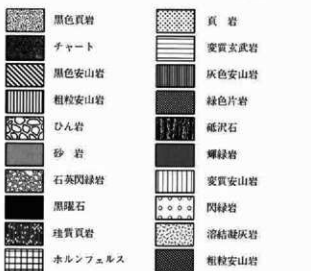 黒色頁岩
チャート
黒色安山岩
粗粒安山岩
ひん岩
砂 岩
石英閃緑岩
黒曜石
珪質頁岩
ホルンフェルス
頁 岩
変質玄武岩
灰色安山岩
緑色片岩
砥沢石
輝緑岩
変質安山岩
閃緑岩
溶結凝灰岩
粗粒安山岩